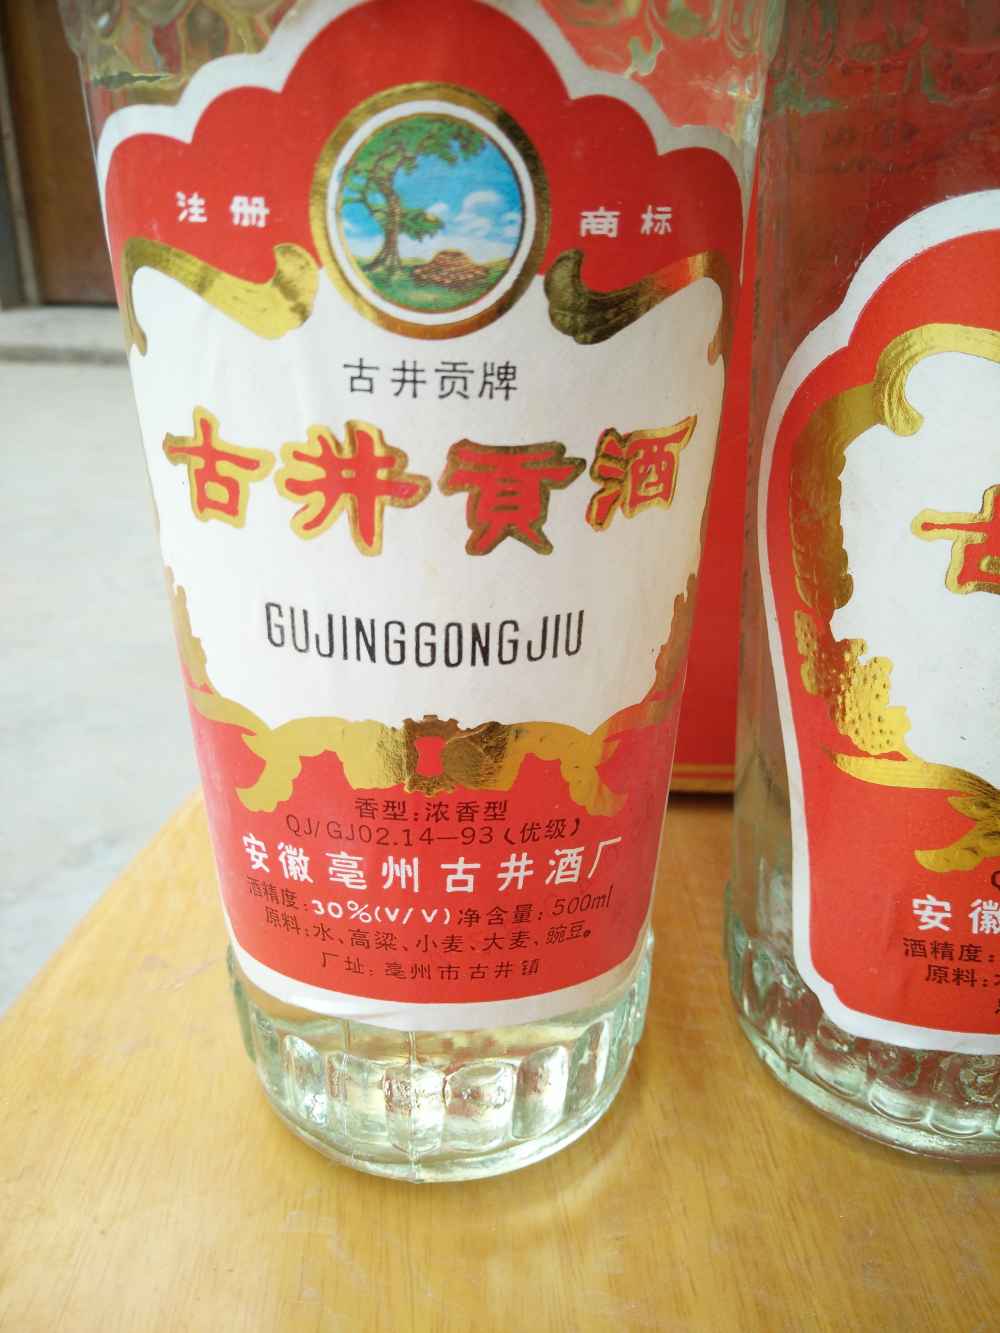 注册 商标
古井贡牌
古井贡酒
GUJINGGONGJIU
香型:浓香型
QJ/GJ02.14—93(优级)
安徽亳州古井酒厂
酒精度:30%(V/V)净含量:500ml
原料:水、高粱、小麦、大麦、豌豆。
厂址:亳州市古井镇
古
Q
安徽
酒精度:
原料: